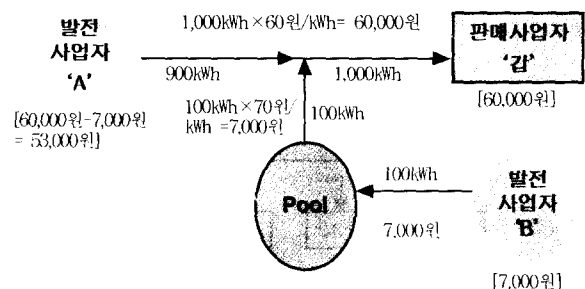 발전
사업자
'A'
[60,000원-7,000원
= 53,000원]
1,000kWh×60원/kWh= 60,000원
900kWh
1,000kWh
판매사업자
'갑'
[60,000원]
100kWh×70원/
kWh =7,000원
100kWh
Pool
100kWh
7,000원
발전
사업자
'B'
[7,000원]